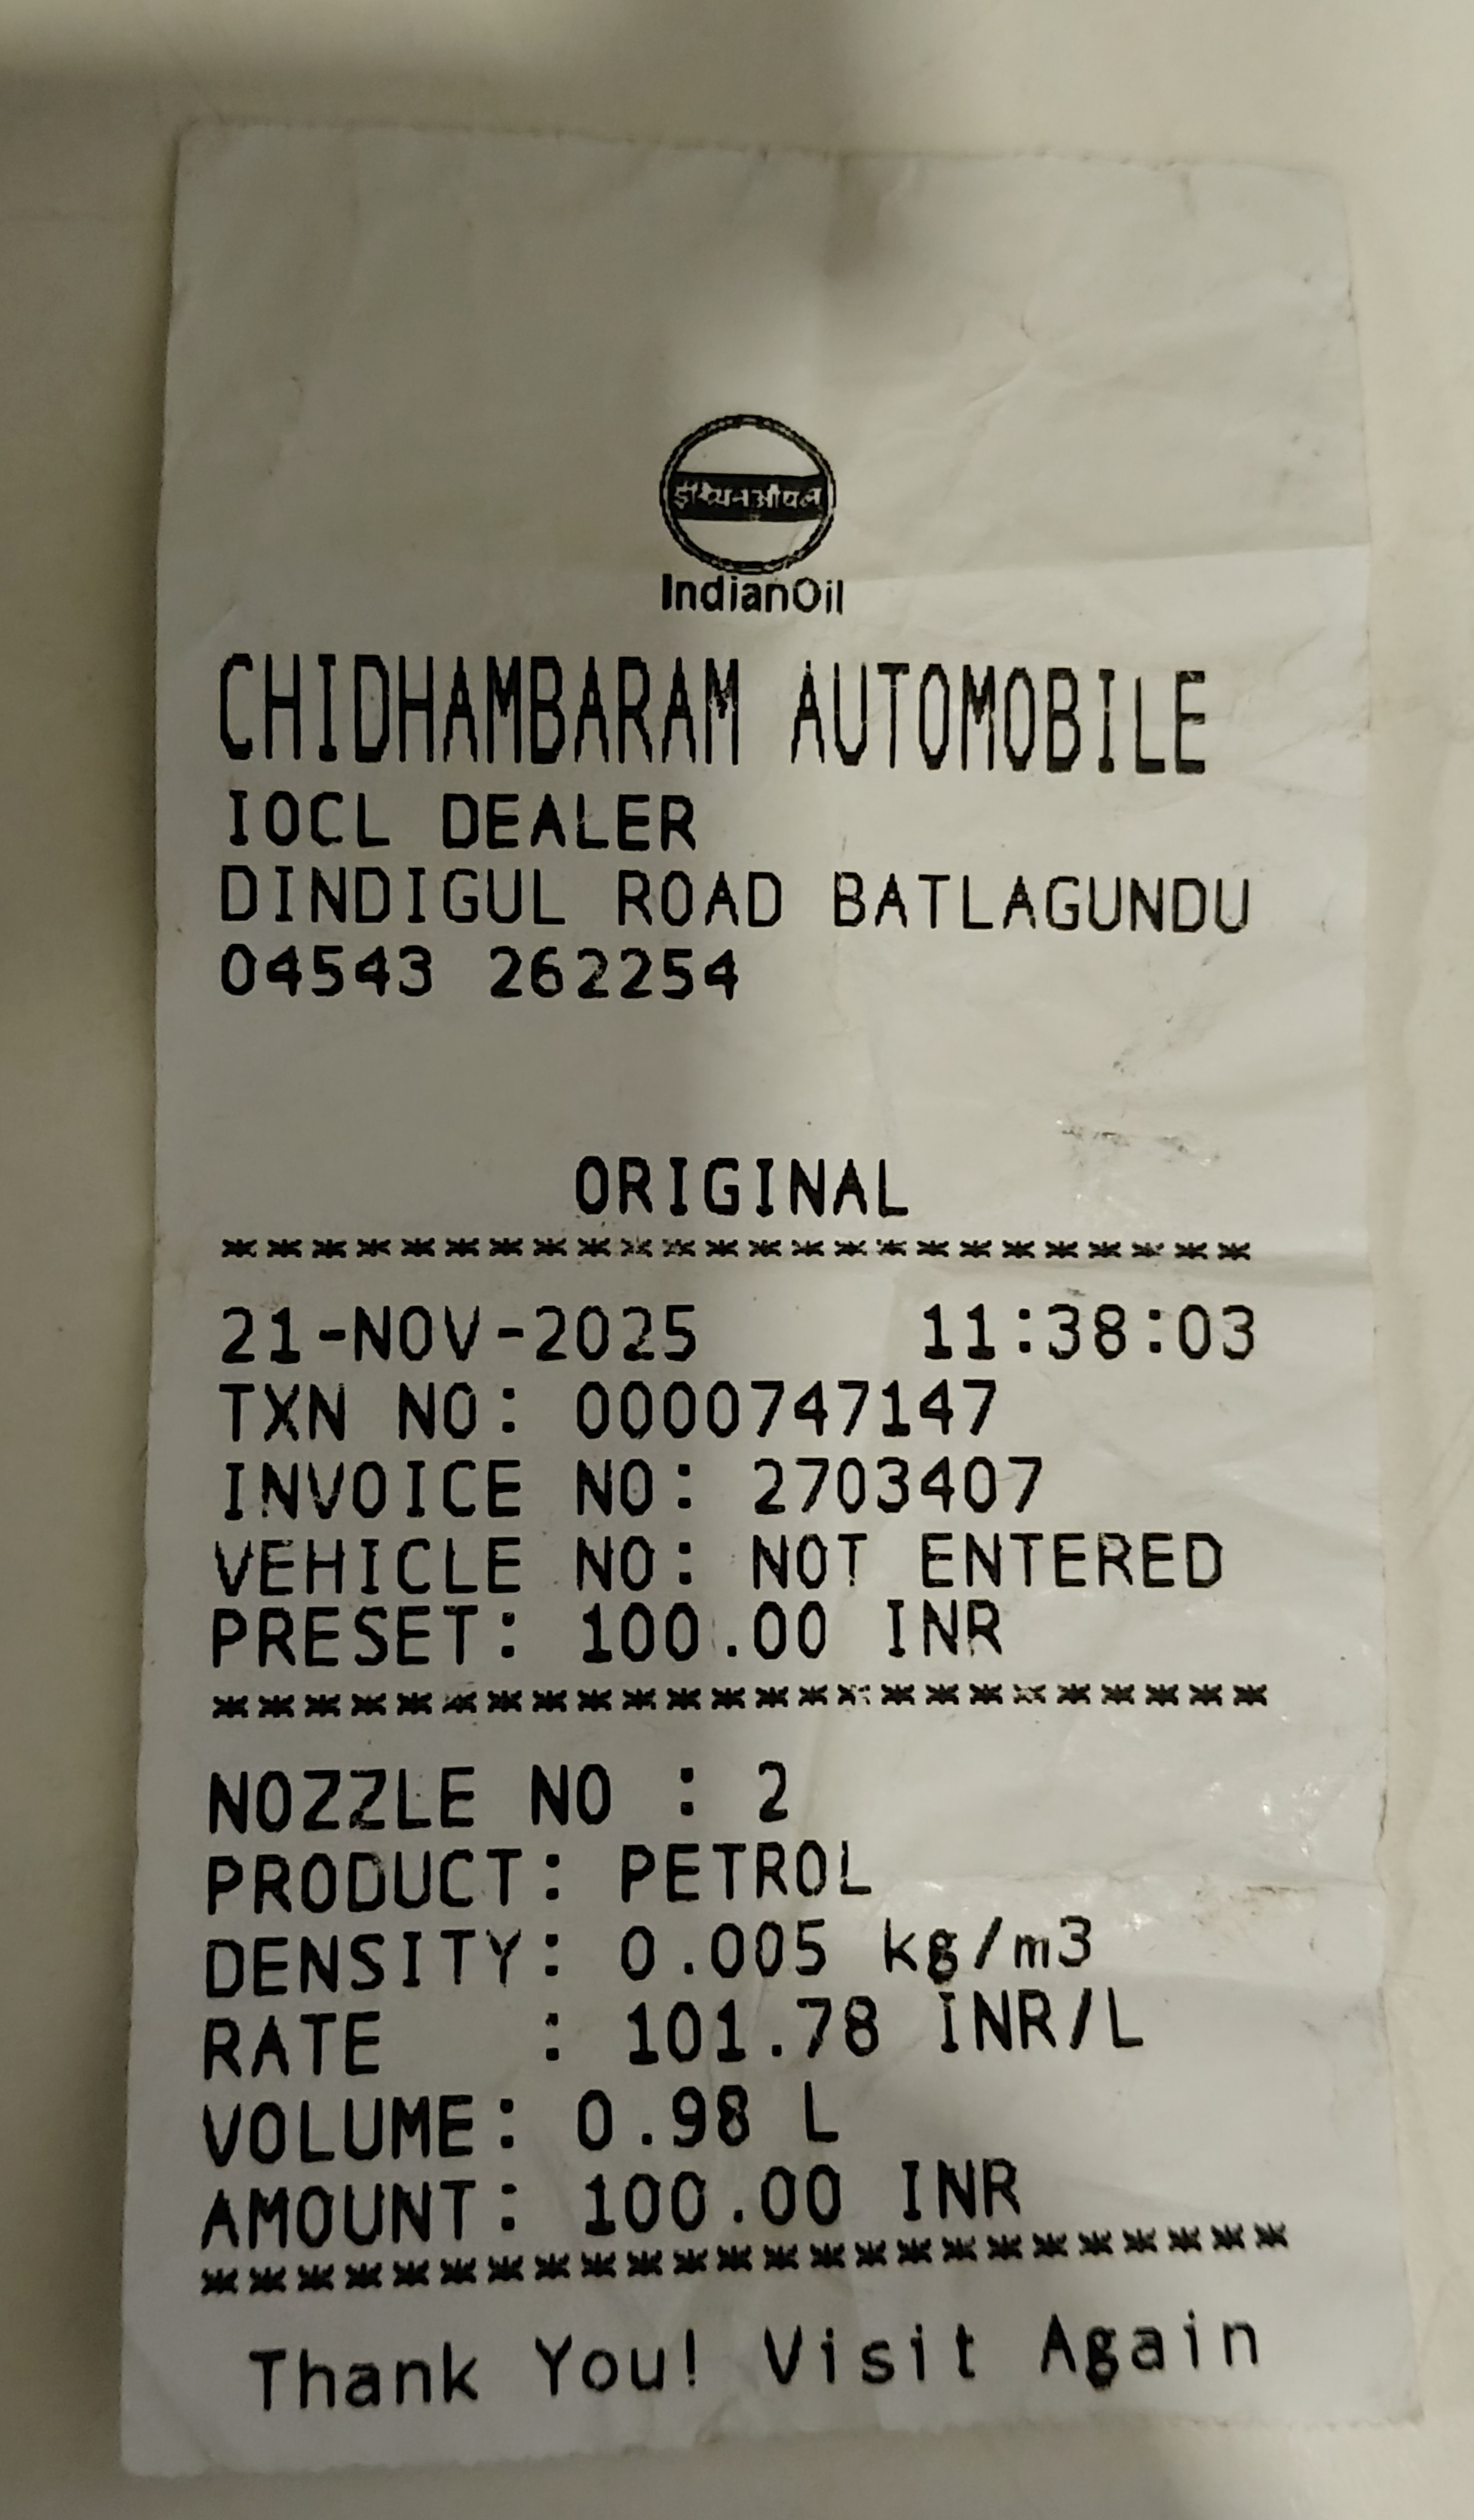 इंडियनऑयल
IndianOil
CHIDHAMBARAM AUTOMOBILE
IOCL DEALER
DINDIGUL ROAD BATLAGUNDU
04543 262254
ORIGINAL
************************
21-NOV-2025 11:38:03
TXN NO: 0000747147
INVOICE NO: 2703407
VEHICLE NO: NOT ENTERED
PRESET: 100.00 INR
************************
NOZZLE NO : 2
PRODUCT: PETROL
DENSITY: 0.005 kg/m3
RATE : 101.78 INR/L
VOLUME: 0.98 L
AMOUNT: 100.00 INR
************************
Thank You! Visit Again